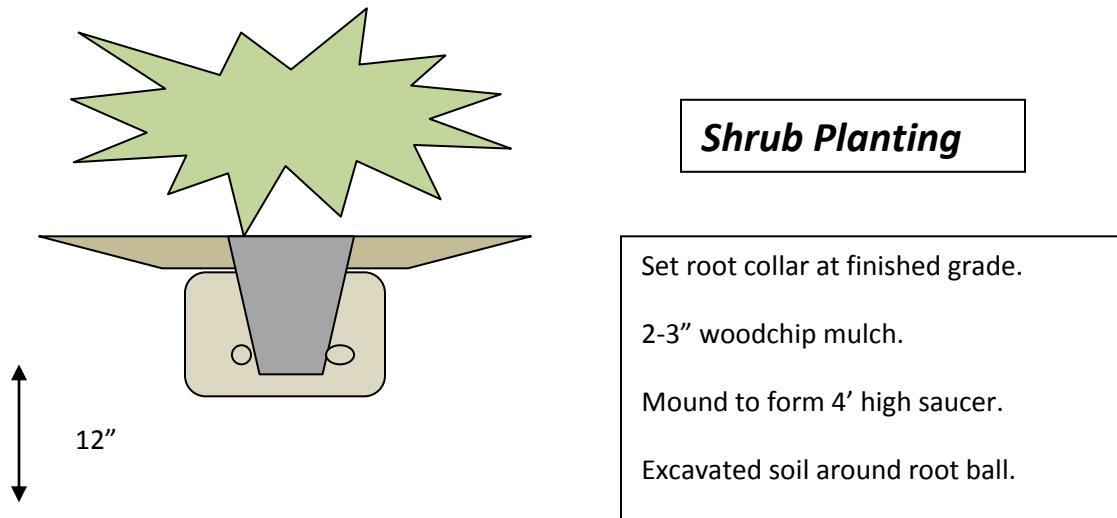 Shrub Planting
Set root collar at finished grade.
2-3” woodchip mulch.
Mound to form 4’ high saucer.
Excavated soil around root ball.
12”